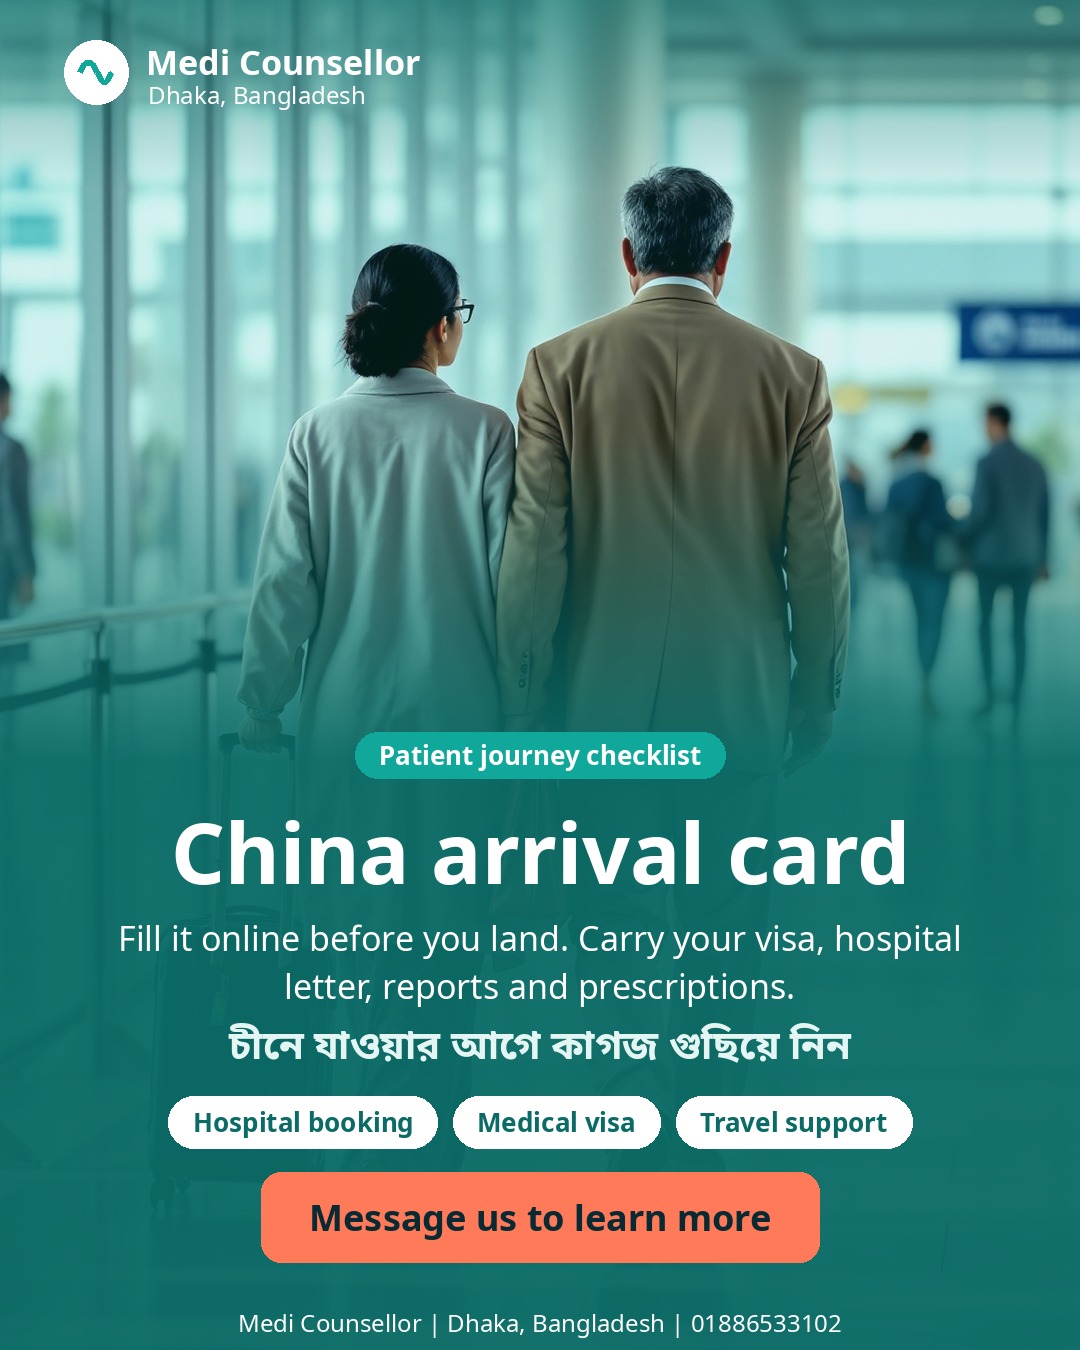 Medi Counsellor
Dhaka, Bangladesh
Patient journey checklist
China arrival card
Fill it online before you land. Carry your visa, hospital
letter, reports and prescriptions.
চীনে যাওয়ার আগে কাগজ গুছিয়ে নিন
Hospital booking
Medical visa
Travel support
Message us to learn more
Medi Counsellor | Dhaka, Bangladesh | 01886533102